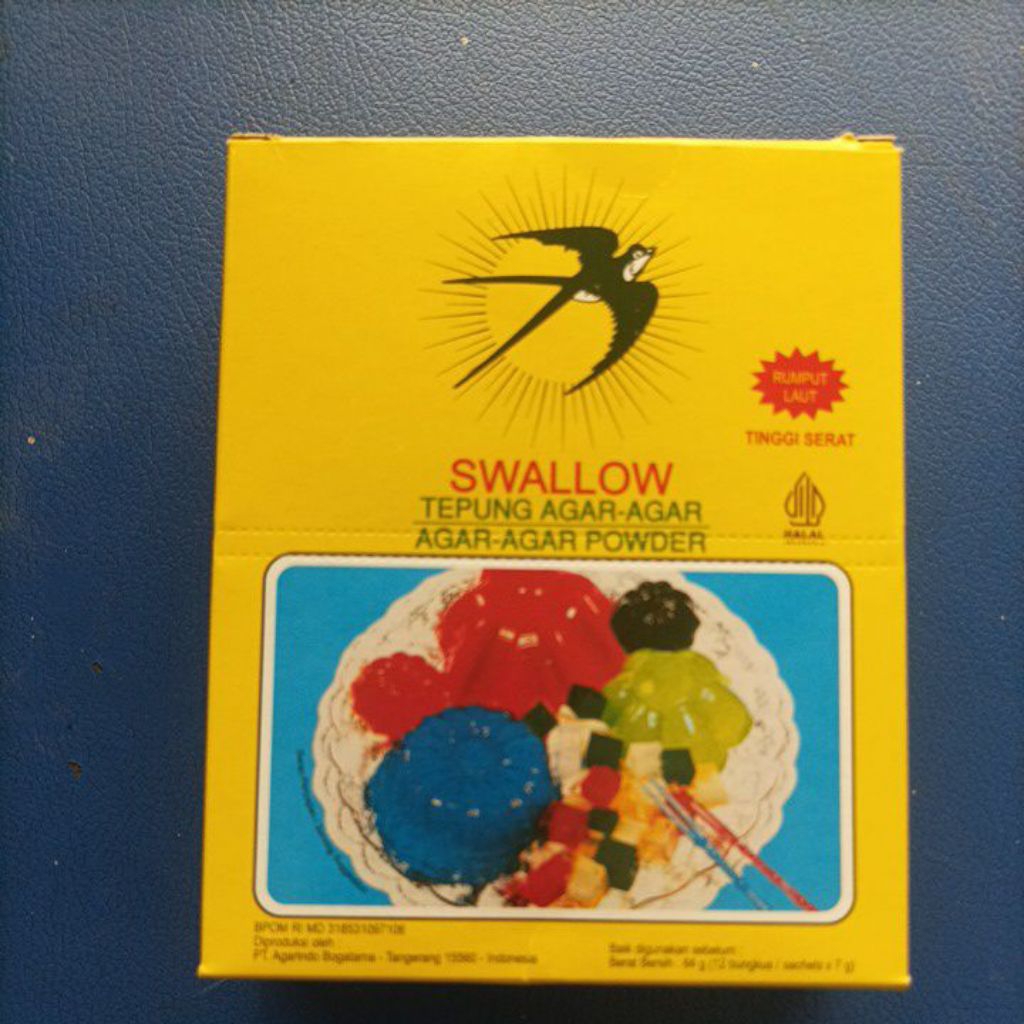 RUMPUT
LAUT
TINGGI SERAT
SWALLOW
TEPUNG AGAR-AGAR
AGAR-AGAR POWDER
HALAL
BPOM RI MD
Diproduksi oleh :
PT. Agarindo Bogatama - Tangerang 15560 - Indonesia
Baik digunakan sebelum :
Berat Bersih : 84 g (12 bungkus / sachets x 7 g)